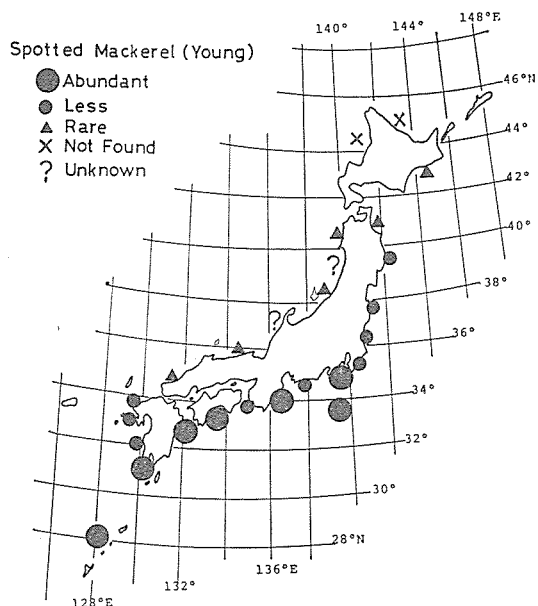 Spotted Mackerel (Young)
Abundant
Less
Rare
× Not Found
? Unknown
140°
144°
148°E
46°N
44°
42°
40°
38°
36°
34°
32°
30°
28°N
136°E
132°
128°E
?
?
×
×